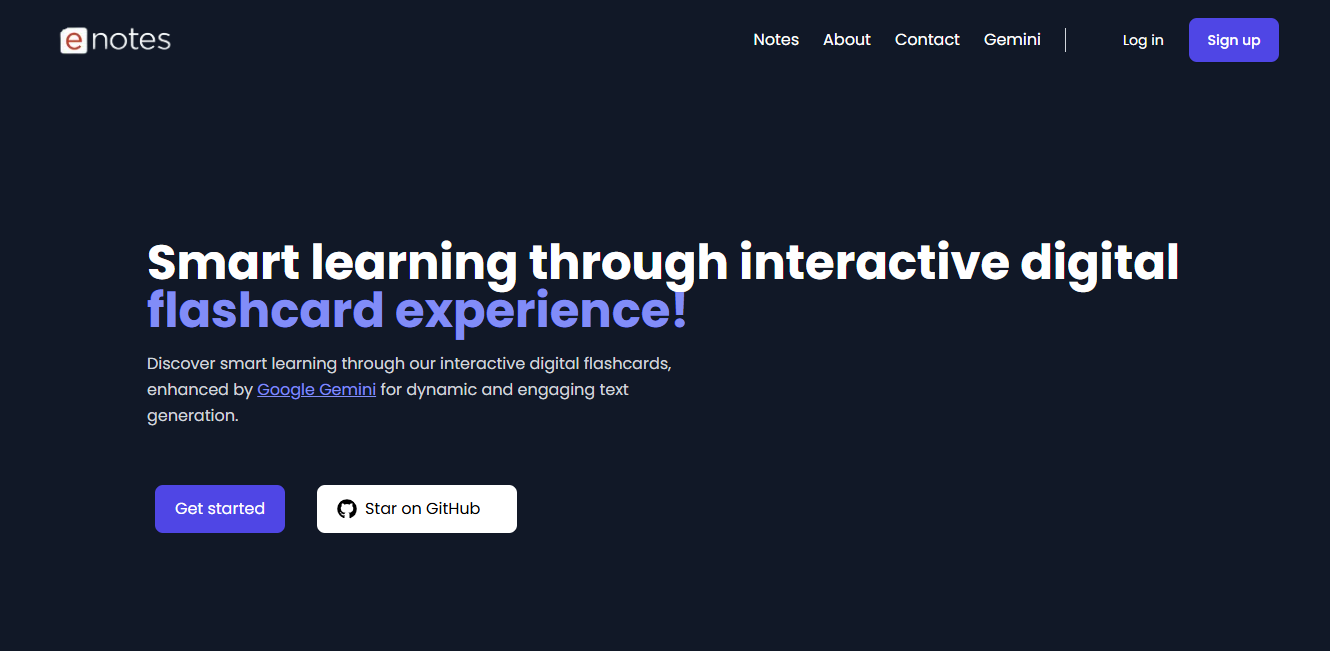 enotes
Notes About Contact Gemini Log in Sign up
Smart learning through interactive digital
flashcard experience!
Discover smart learning through our interactive digital flashcards,
enhanced by Google Gemini for dynamic and engaging text
generation.
Get started Star on GitHub